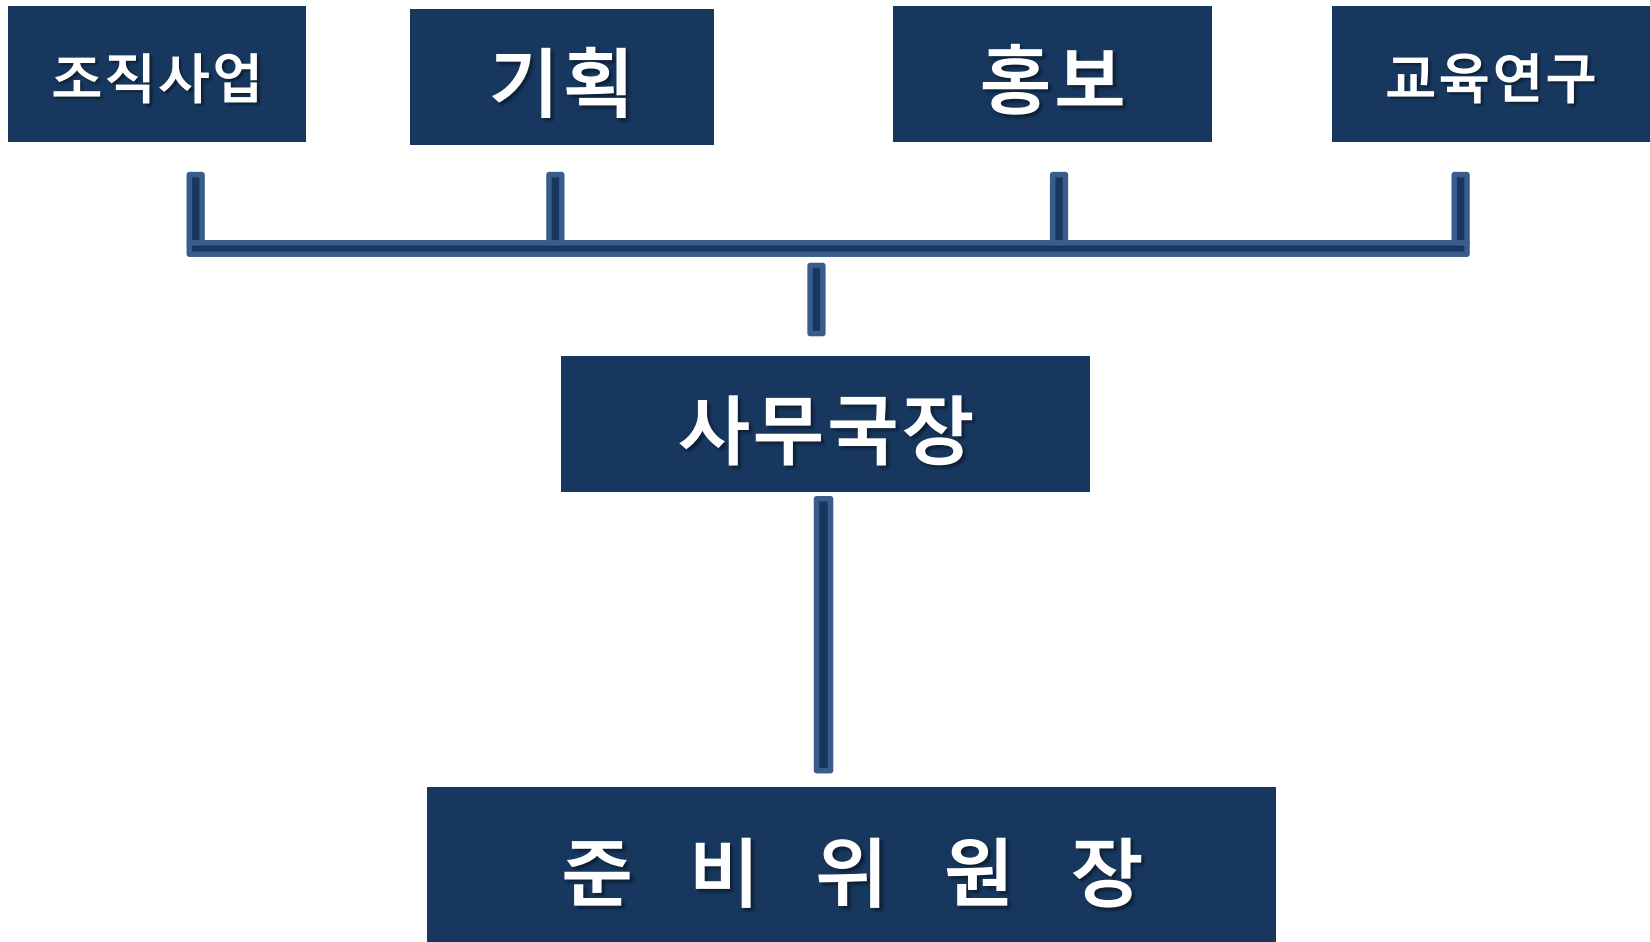 조직사업
기획
홍보
교육연구
사무국장
준 비 위 원 장